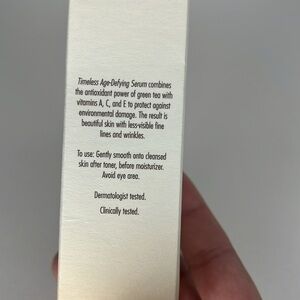 Timeless Age-Defying Serum combines
the antioxidant power of green tea with
vitamins A, C, and E to protect against
environmental damage. The result is
beautiful skin with less-visible fine
lines and wrinkles.
To use: Gently smooth onto cleansed
skin after toner, before moisturizer.
Avoid eye area.
Dermatologist tested.
Clinically tested.